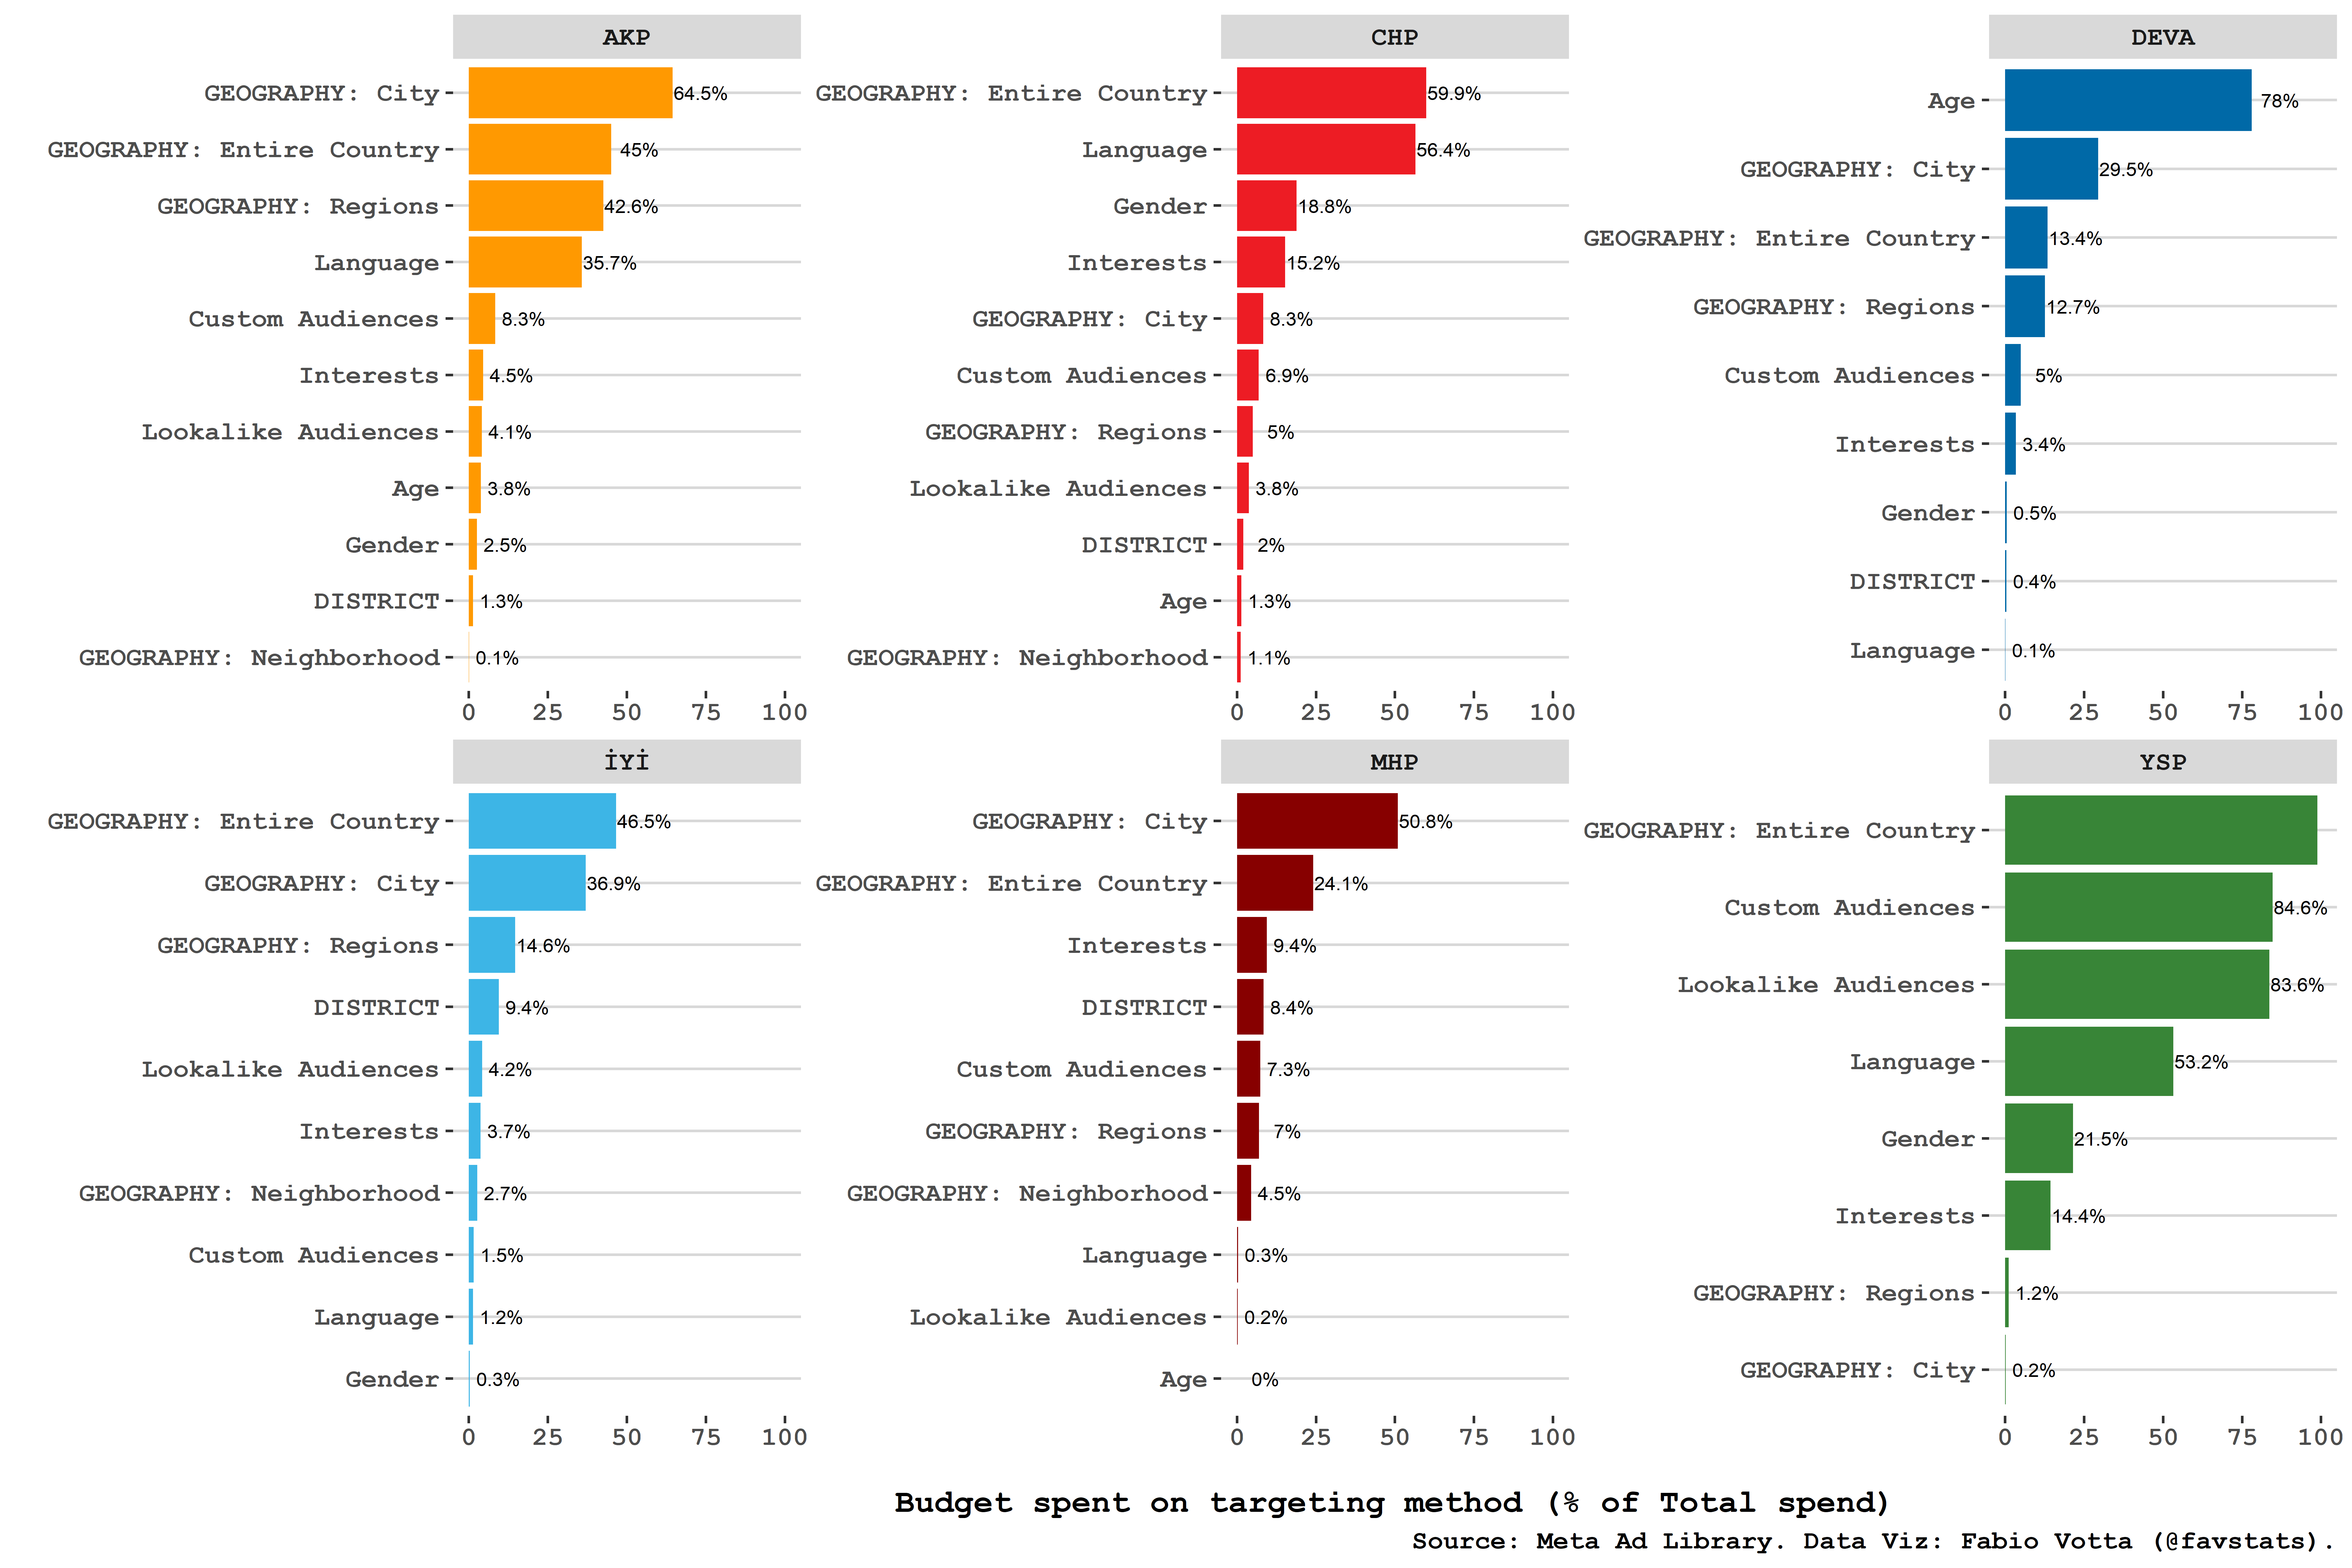 AKP
GEOGRAPHY: City 64.5%
GEOGRAPHY: Entire Country 45%
GEOGRAPHY: Regions 42.6%
Language 35.7%
Custom Audiences 8.3%
Interests 4.5%
Lookalike Audiences 4.1%
Age 3.8%
Gender 2.5%
DISTRICT 1.3%
GEOGRAPHY: Neighborhood 0.1%
0 25 50 75 100
CHP
GEOGRAPHY: Entire Country 59.9%
Language 56.4%
Gender 18.8%
Interests 15.2%
GEOGRAPHY: City 8.3%
Custom Audiences 6.9%
GEOGRAPHY: Regions 5%
Lookalike Audiences 3.8%
DISTRICT 2%
Age 1.3%
GEOGRAPHY: Neighborhood 1.1%
0 25 50 75 100
DEVA
Age 78%
GEOGRAPHY: City 29.5%
GEOGRAPHY: Entire Country 13.4%
GEOGRAPHY: Regions 12.7%
Custom Audiences 5%
Interests 3.4%
Gender 0.5%
DISTRICT 0.4%
Language 0.1%
0 25 50 75 100
İYİ
GEOGRAPHY: Entire Country 46.5%
GEOGRAPHY: City 36.9%
GEOGRAPHY: Regions 14.6%
DISTRICT 9.4%
Lookalike Audiences 4.2%
Interests 3.7%
GEOGRAPHY: Neighborhood 2.7%
Custom Audiences 1.5%
Language 1.2%
Gender 0.3%
0 25 50 75 100
MHP
GEOGRAPHY: City 50.8%
GEOGRAPHY: Entire Country 24.1%
Interests 9.4%
DISTRICT 8.4%
Custom Audiences 7.3%
GEOGRAPHY: Regions 7%
GEOGRAPHY: Neighborhood 4.5%
Language 0.3%
Lookalike Audiences 0.2%
Age 0%
0 25 50 75 100
YSP
GEOGRAPHY: Entire Country
Custom Audiences 84.6%
Lookalike Audiences 83.6%
Language 53.2%
Gender 21.5%
Interests 14.4%
GEOGRAPHY: Regions 1.2%
GEOGRAPHY: City 0.2%
0 25 50 75 100
Budget spent on targeting method (% of Total spend)
Source: Meta Ad Library. Data Viz: Fabio Votta (@favstats).